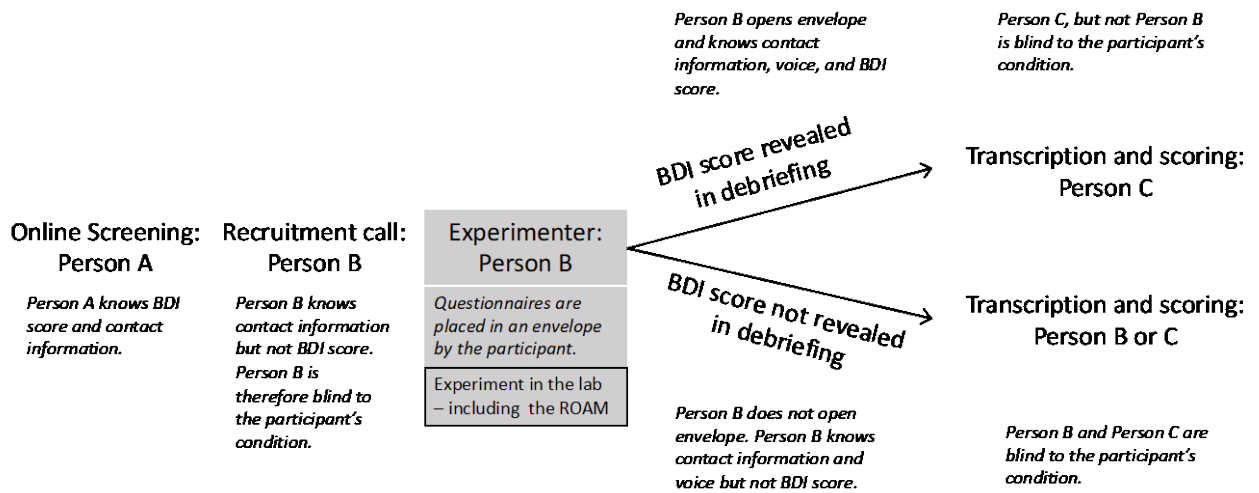 Person B opens envelope
and knows contact
information, voice, and BDI
score.
Person C, but not Person B
is blind to the participant's
condition.
BDI score revealed
in debriefing
Transcription and scoring:
Person C
Online Screening:
Person A
Person A knows BDI
score and contact
information.
Recruitment call:
Person B
Person B knows
contact information
but not BDI score.
Person B is
therefore blind to
the participant's
condition.
Experimenter:
Person B
Questionnaires are
placed in an envelope
by the participant.
Experiment in the lab
– including the ROAM
BDI score not revealed
in debriefing
Transcription and scoring:
Person B or C
Person B does not open
envelope. Person B knows
contact information and
voice but not BDI score.
Person B and Person C are
blind to the participant's
condition.